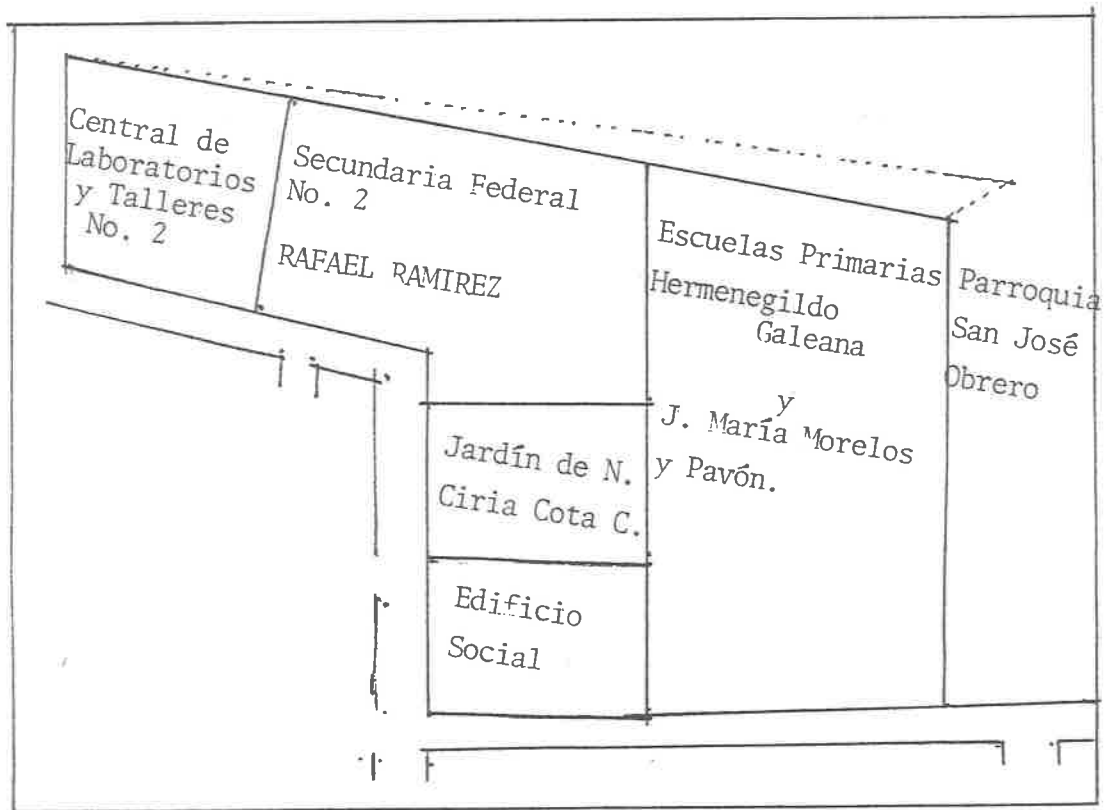 Central de
Laboratorios
y Talleres
No. 2
Secundaria Federal
No. 2
RAFAEL RAMIREZ
Escuelas Primarias
Hermenegildo
Galeana
y
J. María Morelos
y Pavón.
Parroquia
San José
Obrero
Jardín de N.
Ciria Cota C.
Edificio
Social